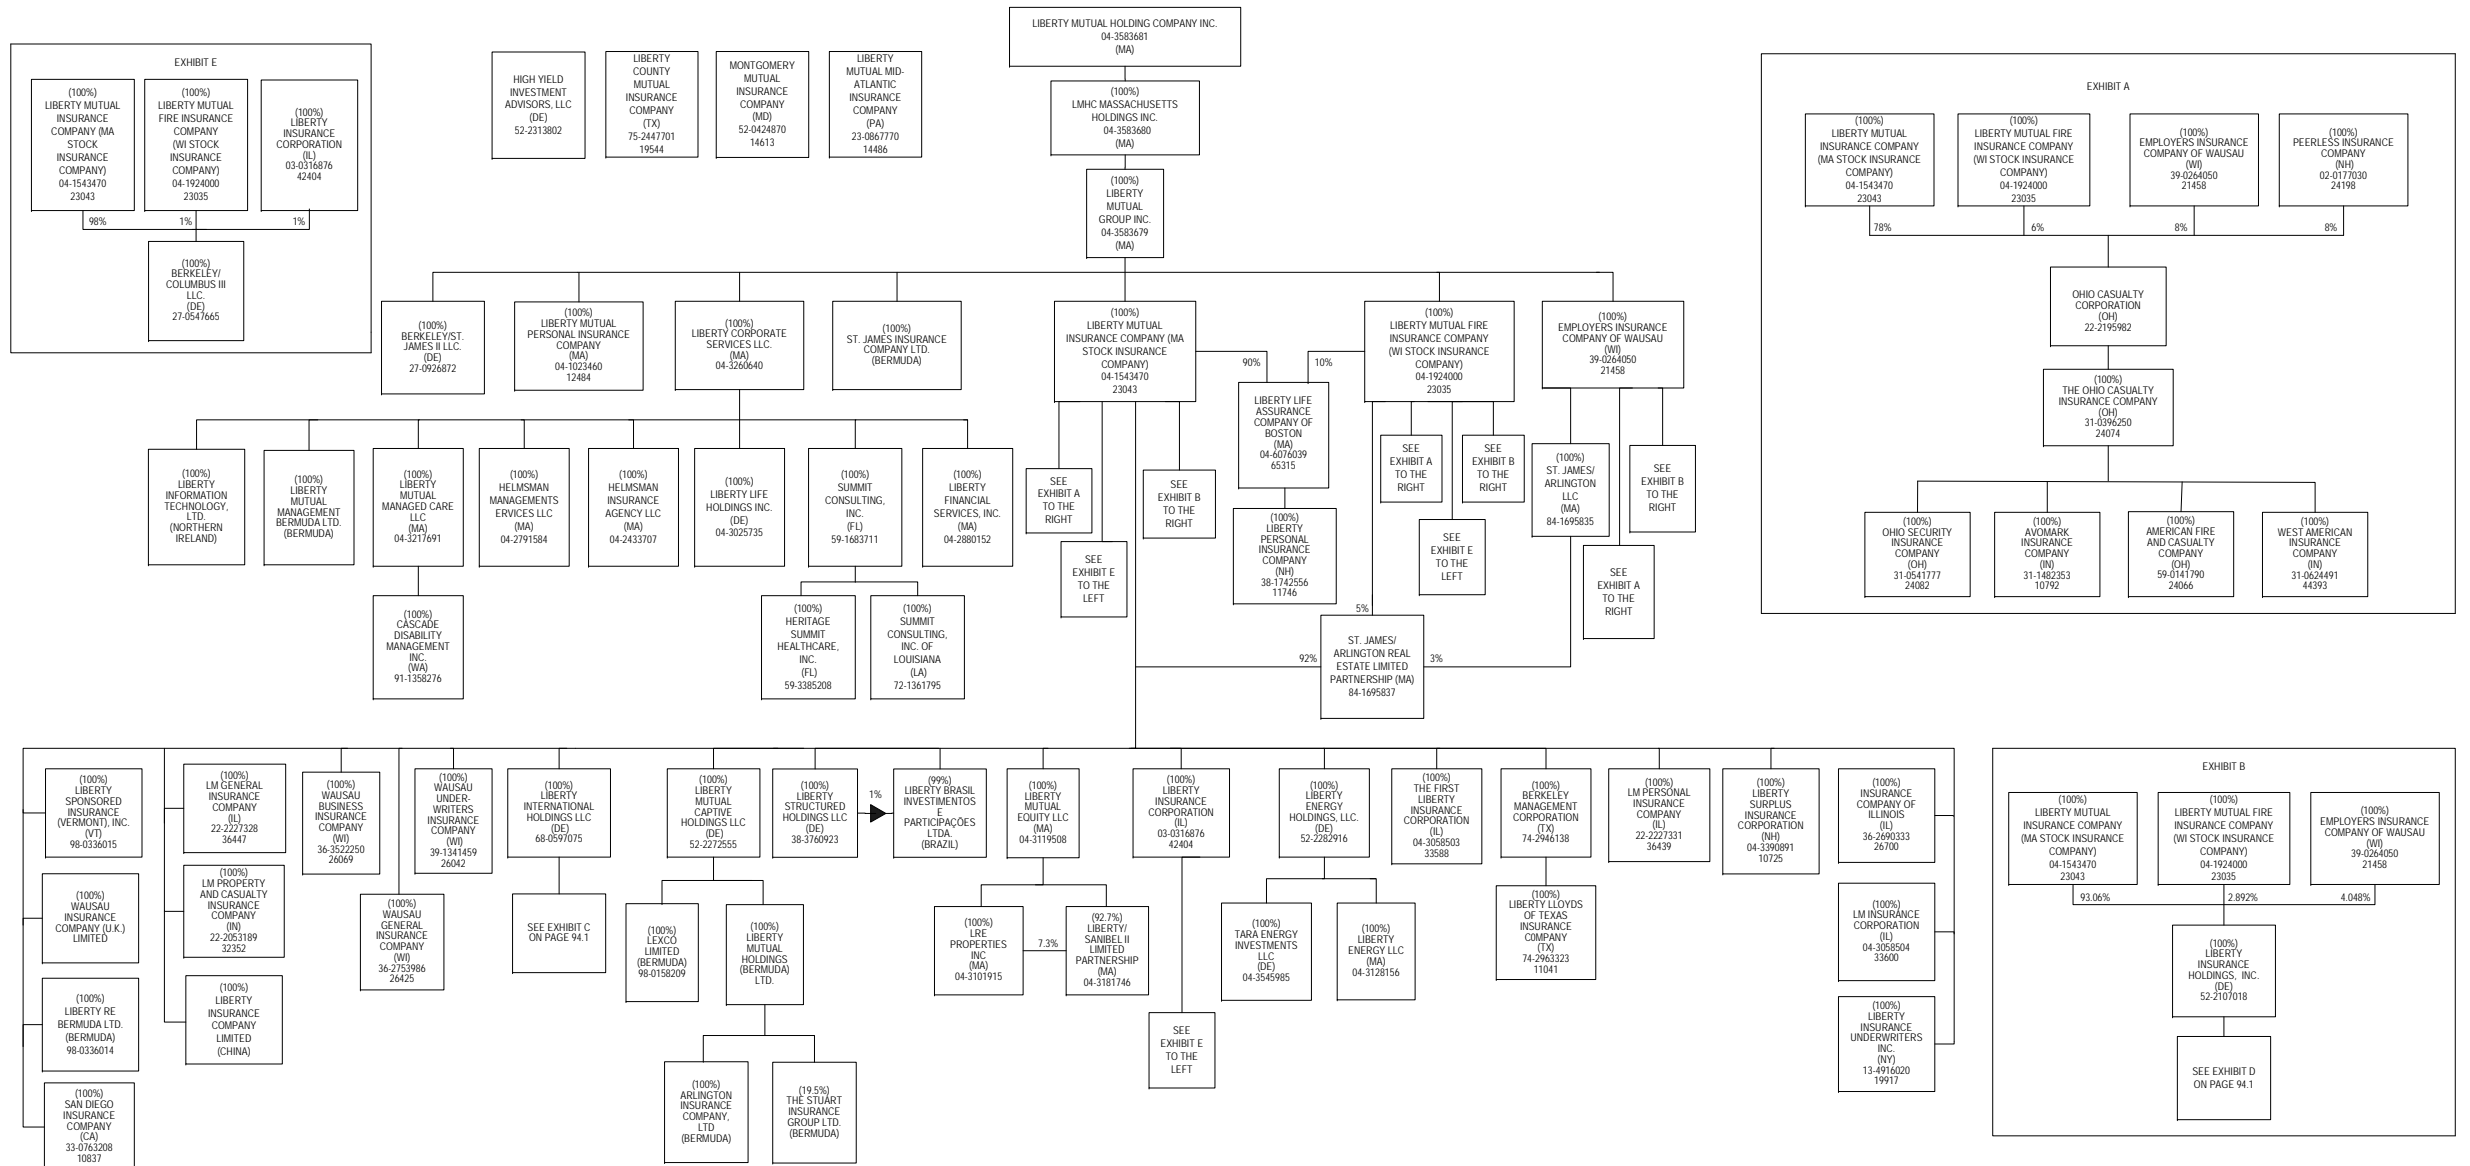 LIBERTY MUTUAL HOLDING COMPANY INC.
04-3583681
(MA)
EXHIBIT E
(100%)
LIBERTY MUTUAL
INSURANCE
COMPANY (MA
STOCK
INSURANCE
COMPANY)
04-1543470
23043
(100%)
LIBERTY MUTUAL
FIRE INSURANCE
COMPANY
(WI STOCK
INSURANCE
COMPANY)
04-1924000
23035
(100%)
LIBERTY
INSURANCE
CORPORATION
(IL)
03-0316876
42404
98%
1%
1%
(100%)
BERKELEY/
COLUMBUS III
LLC.
(DE)
27-0547665
HIGH YIELD
INVESTMENT
ADVISORS, LLC
(DE)
52-2313802
LIBERTY
COUNTY
MUTUAL
INSURANCE
COMPANY
(TX)
75-2447701
19544
MONTGOMERY
MUTUAL
INSURANCE
COMPANY
(MD)
52-0424870
14613
LIBERTY
MUTUAL MID-
ATLANTIC
INSURANCE
COMPANY
(PA)
23-0867770
14486
(100%)
LMHC MASSACHUSETTS
HOLDINGS INC.
04-3583680
(MA)
(100%)
LIBERTY
MUTUAL
GROUP INC.
04-3583679
(MA)
EXHIBIT A
(100%)
LIBERTY MUTUAL
INSURANCE COMPANY
(MA STOCK INSURANCE
COMPANY)
04-1543470
23043
(100%)
LIBERTY MUTUAL FIRE
INSURANCE COMPANY
(WI STOCK INSURANCE
COMPANY)
04-1924000
23035
(100%)
EMPLOYERS INSURANCE
COMPANY OF WAUSAU
(WI)
39-0264050
21458
(100%)
PEERLESS INSURANCE
COMPANY
(NH)
02-0177030
24198
78%
6%
8%
8%
OHIO CASUALTY
CORPORATION
(OH)
22-2195982
(100%)
THE OHIO CASUALTY
INSURANCE COMPANY
(OH)
31-0396250
24074
(100%)
OHIO SECURITY
INSURANCE
COMPANY
(OH)
31-0541777
24082
(100%)
AVOMARK
INSURANCE
COMPANY
(IN)
31-1482353
10792
(100%)
AMERICAN FIRE
AND CASUALTY
COMPANY
(OH)
59-0141790
24066
(100%)
WEST AMERICAN
INSURANCE
COMPANY
(IN)
31-0624491
44393
(100%)
BERKELEY/ST.
JAMES II LLC.
(DE)
27-0926872
(100%)
LIBERTY MUTUAL
PERSONAL INSURANCE
COMPANY
(MA)
04-1023460
12484
(100%)
LIBERTY CORPORATE
SERVICES LLC.
(MA)
04-3260640
(100%)
ST. JAMES INSURANCE
COMPANY LTD.
(BERMUDA)
(100%)
LIBERTY MUTUAL
INSURANCE COMPANY (MA
STOCK INSURANCE
COMPANY)
04-1543470
23043
90%
10%
(100%)
LIBERTY MUTUAL FIRE
INSURANCE COMPANY
(WI STOCK INSURANCE
COMPANY)
04-1924000
23035
(100%)
EMPLOYERS INSURANCE
COMPANY OF WAUSAU
(WI)
39-0264050
21458
LIBERTY LIFE
ASSURANCE
COMPANY OF
BOSTON
(MA)
04-6076039
65315
(100%)
LIBERTY
PERSONAL
INSURANCE
COMPANY
(NH)
38-1742556
11746
(100%)
LIBERTY
INFORMATION
TECHNOLOGY,
LTD.
(NORTHERN
IRELAND)
(100%)
LIBERTY
MUTUAL
MANAGEMENT
BERMUDA LTD.
(BERMUDA)
(100%)
LIBERTY
MUTUAL
MANAGED CARE
LLC
(MA)
04-3217691
(100%)
HELMSMAN
MANAGEMENTS
ERVICES LLC
(MA)
04-2791584
(100%)
HELMSMAN
INSURANCE
AGENCY LLC
(MA)
04-2433707
(100%)
LIBERTY LIFE
HOLDINGS INC.
(DE)
04-3025735
(100%)
SUMMIT
CONSULTING,
INC.
(FL)
59-1683711
(100%)
LIBERTY
FINANCIAL
SERVICES, INC.
(MA)
04-2880152
SEE
EXHIBIT A
TO THE
RIGHT
SEE
EXHIBIT E
TO THE
LEFT
SEE
EXHIBIT B
TO THE
RIGHT
SEE
EXHIBIT A
TO THE
RIGHT
SEE
EXHIBIT E
TO THE
LEFT
SEE
EXHIBIT B
TO THE
RIGHT
(100%)
ST. JAMES/
ARLINGTON
LLC
(MA)
84-1695835
SEE
EXHIBIT A
TO THE
RIGHT
SEE
EXHIBIT B
TO THE
RIGHT
(100%)
CASCADE
DISABILITY
MANAGEMENT
INC.
(WA)
91-1358276
(100%)
HERITAGE
SUMMIT
HEALTHCARE,
INC.
(FL)
59-3385208
(100%)
SUMMIT
CONSULTING,
INC. OF
LOUISIANA
(LA)
72-1361795
5%
92%
3%
ST. JAMES/
ARLINGTON REAL
ESTATE LIMITED
PARTNERSHIP (MA)
84-1695837
(100%)
LIBERTY
SPONSORED
INSURANCE
(VERMONT), INC.
(VT)
98-0336015
(100%)
WAUSAU
INSURANCE
COMPANY (U.K.)
LIMITED
(100%)
LIBERTY RE
BERMUDA LTD.
(BERMUDA)
98-0336014
(100%)
SAN DIEGO
INSURANCE
COMPANY
(CA)
33-0763208
10837
(100%)
LM GENERAL
INSURANCE
COMPANY
(IL)
22-2227328
36447
(100%)
LM PROPERTY
AND CASUALTY
INSURANCE
COMPANY
(IN)
22-2053189
32352
(100%)
LIBERTY
INSURANCE
COMPANY
LIMITED
(CHINA)
(100%)
WAUSAU
BUSINESS
INSURANCE
COMPANY
(WI)
36-3522250
26069
(100%)
WAUSAU
GENERAL
INSURANCE
COMPANY
(WI)
36-2753986
26425
(100%)
WAUSAU
UNDER-
WRITERS
INSURANCE
COMPANY
(WI)
39-1341459
26042
(100%)
LIBERTY
INTERNATIONAL
HOLDINGS LLC
(DE)
68-0597075
SEE EXHIBIT C
ON PAGE 94.1
(100%)
LIBERTY
MUTUAL
CAPTIVE
HOLDINGS LLC
(DE)
52-2272555
(100%)
LEXCO
LIMITED
(BERMUDA)
98-0158209
(100%)
LIBERTY
MUTUAL
HOLDINGS
(BERMUDA)
LTD.
(100%)
ARLINGTON
INSURANCE
COMPANY,
LTD
(BERMUDA)
(19.5%)
THE STUART
INSURANCE
GROUP LTD.
(BERMUDA)
(100%)
LIBERTY
STRUCTURED
HOLDINGS LLC
(DE)
38-3760923
1%
(99%)
LIBERTY BRASIL
INVESTIMENTOS
E
PARTICIPAÇÕES
LTDA.
(BRAZIL)
(100%)
LIBERTY
MUTUAL
EQUITY LLC
(MA)
04-3119508
(100%)
LRE
PROPERTIES
INC
(MA)
04-3101915
7.3%
(92.7%)
LIBERTY/
SANIBEL II
LIMITED
PARTNERSHIP
(MA)
04-3181746
(100%)
LIBERTY
INSURANCE
CORPORATION
(IL)
03-0316876
42404
SEE
EXHIBIT E
TO THE
LEFT
(100%)
LIBERTY
ENERGY
HOLDINGS, LLC.
(DE)
52-2282916
(100%)
TARA ENERGY
INVESTMENTS
LLC
(DE)
04-3545985
(100%)
LIBERTY
ENERGY LLC
(MA)
04-3128156
(100%)
THE FIRST
LIBERTY
INSURANCE
CORPORATION
(IL)
04-3058503
33588
(100%)
BERKELEY
MANAGEMENT
CORPORATION
(TX)
74-2946138
(100%)
LIBERTY LLOYDS
OF TEXAS
INSURANCE
C0MPANY
(TX)
74-2963323
11041
(100%)
LM PERSONAL
INSURANCE
COMPANY
(IL)
22-2227331
36439
(100%)
LIBERTY
SURPLUS
INSURANCE
CORPORATION
(NH)
04-3390891
10725
(100%)
INSURANCE
COMPANY OF
ILLINOIS
(IL)
36-2690333
26700
(100%)
LM INSURANCE
CORPORATION
(IL)
04-3058504
33600
(100%)
LIBERTY
INSURANCE
UNDERWRITERS
INC.
(NY)
13-4916020
19917
EXHIBIT B
(100%)
LIBERTY MUTUAL
INSURANCE COMPANY
(MA STOCK INSURANCE
COMPANY)
04-1543470
23043
(100%)
LIBERTY MUTUAL FIRE
INSURANCE COMPANY
(WI STOCK INSURANCE
COMPANY)
04-1924000
23035
(100%)
EMPLOYERS INSURANCE
COMPANY OF WAUSAU
(WI)
39-0264050
21458
93.06%
2.892%
4.048%
(100%)
LIBERTY
INSURANCE
HOLDINGS, INC.
(DE)
52-2107018
SEE EXHIBIT D
ON PAGE 94.1